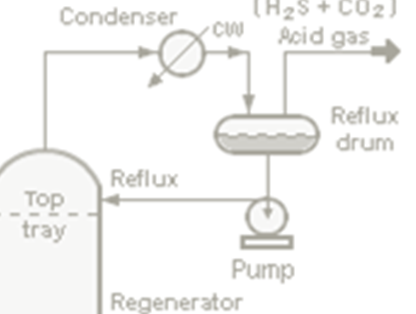 Condenser
(H2S + CO2)
CW
Acid gas
Reflux
drum
Reflux
Top
tray
Pump
Regenerator